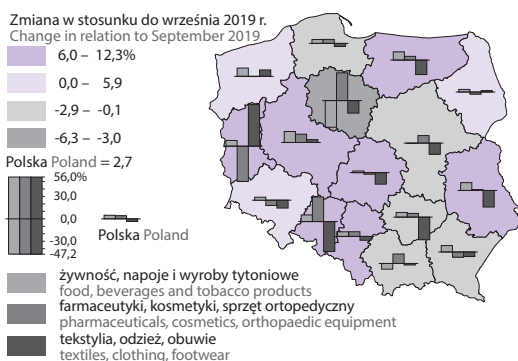 Zmiana w stosunku do września 2019 r.
Change in relation to September 2019
6,0 – 12,3%
0,0 – 5,9
-2,9 – -0,1
-6,3 – -3,0
Polska Poland = 2,7
56,0%
30,0
0,0
-30,0
-47,2
Polska Poland
żywność, napoje i wyroby tytoniowe
food, beverages and tobacco products
farmaceutyki, kosmetyki, sprzęt ortopedyczny
pharmaceuticals, cosmetics, orthopaedic equipment
tekstylia, odzież, obuwie
textiles, clothing, footwear